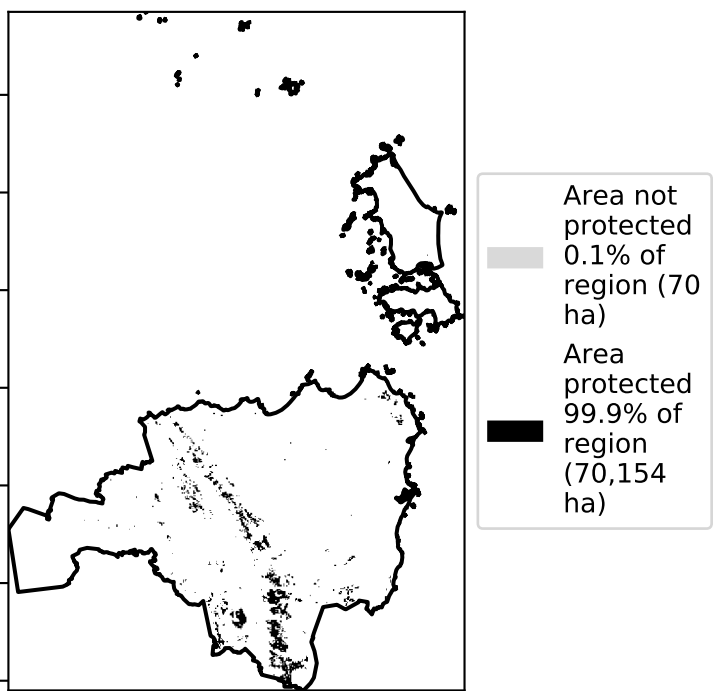 Area not
protected
0.1% of
region (70
ha)
Area
protected
99.9% of
region
(70,154
ha)